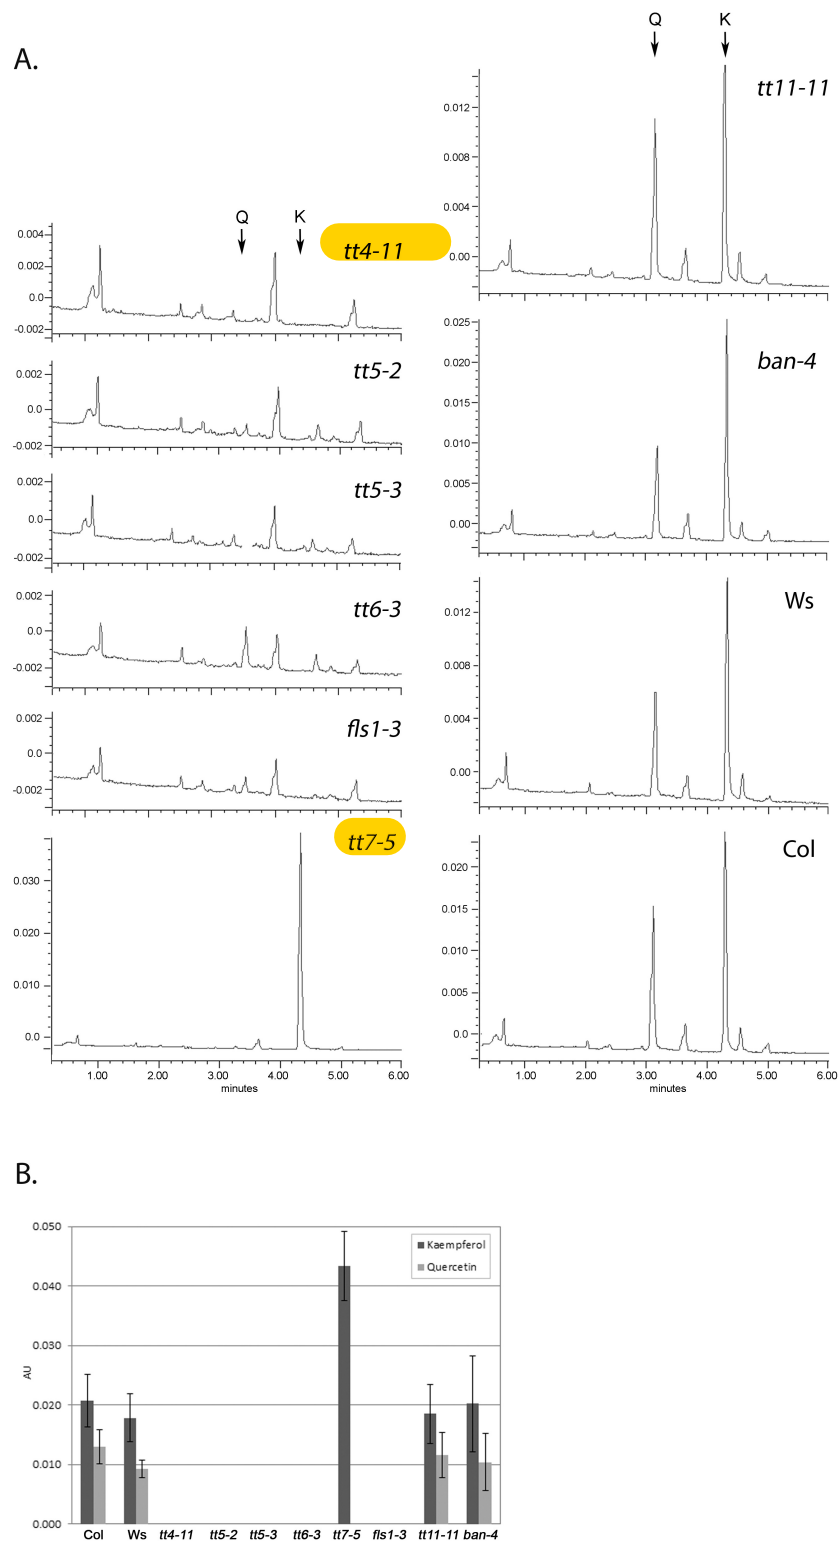 A.
Q K
tt4-11
0.004
0.002
0.0
-0.002
tt5-2
0.002
0.0
-0.002
tt5-3
0.002
0.0
-0.002
tt6-3
0.002
0.0
-0.002
fls1-3
0.002
0.0
-0.002
tt7-5
0.030
0.020
0.010
0.0
1.00 2.00 3.00 4.00 5.00 6.00
minutes
Q K
tt11-11
0.012
0.008
0.004
0.00
ban-4
0.025
0.020
0.015
0.010
0.005
0.00
Ws
0.012
0.008
0.004
0.00
Col
0.020
0.015
0.010
0.005
0.0
1.00 2.00 3.00 4.00 5.00 6.00
minutes
B.
0.050
0.040
0.030
0.020
0.010
0.000
AU
Kaempferol
Quercetin
Col Ws tt4-11 tt5-2 tt5-3 tt6-3 tt7-5 fls1-3 tt11-11 ban-4